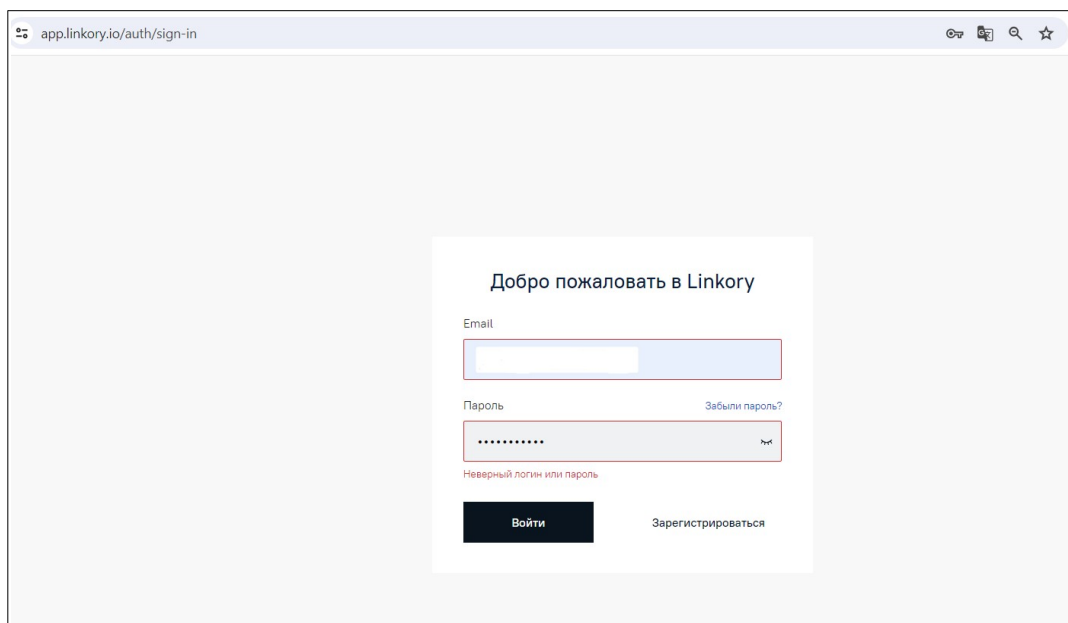 app.linkory.io/auth/sign-in
Добро пожаловать в Linkory
Email
Пароль Забыли пароль?
•••••••••••
Неверный логин или пароль
Войти Зарегистрироваться